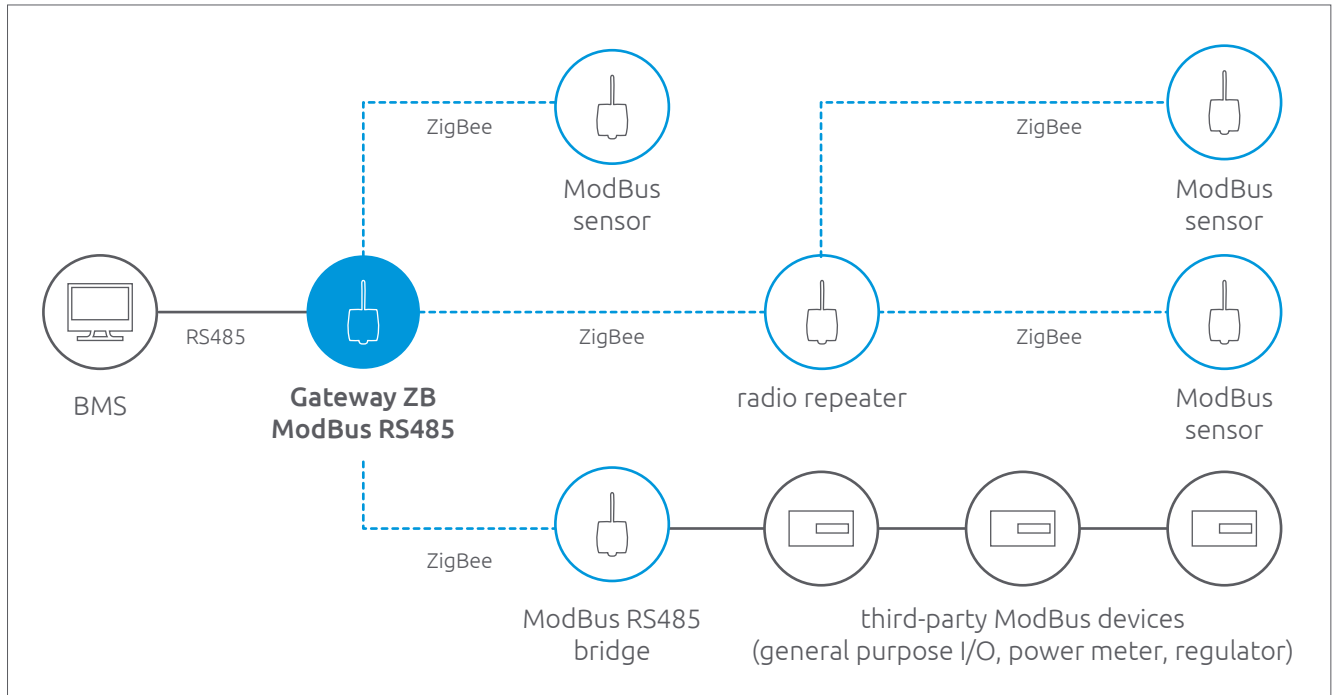 ZigBee
ZigBee
ModBus
sensor
ModBus
sensor
RS485
ZigBee
ZigBee
BMS
Gateway ZB
ModBus RS485
radio repeater
ModBus
sensor
ZigBee
ModBus RS485
bridge
third-party ModBus devices
(general purpose I/O, power meter, regulator)